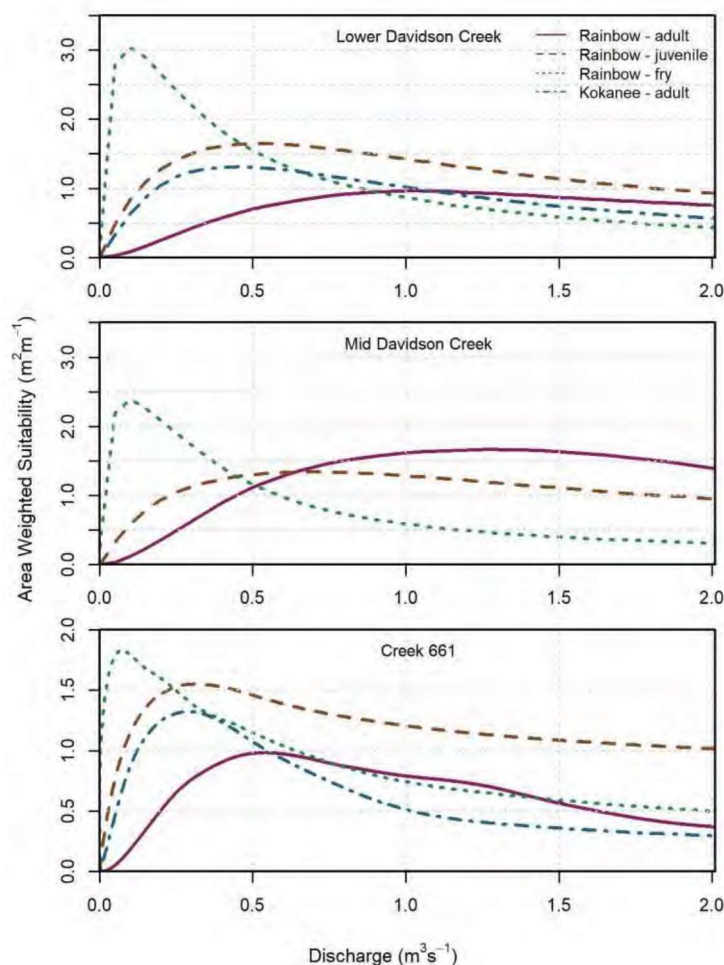 Lower Davidson Creek
Rainbow - adult
Rainbow - juvenile
Rainbow - fry
Kokanee - adult
3.0
2.0
1.0
0.0
0.0 0.5 1.0 1.5 2.0
Mid Davidson Creek
3.0
2.0
1.0
0.0
0.0 0.5 1.0 1.5 2.0
Area Weighted Suitability (m²m⁻¹)
Creek 661
2.0
1.5
1.0
0.5
0.0
0.0 0.5 1.0 1.5 2.0
Discharge (m³s⁻¹)